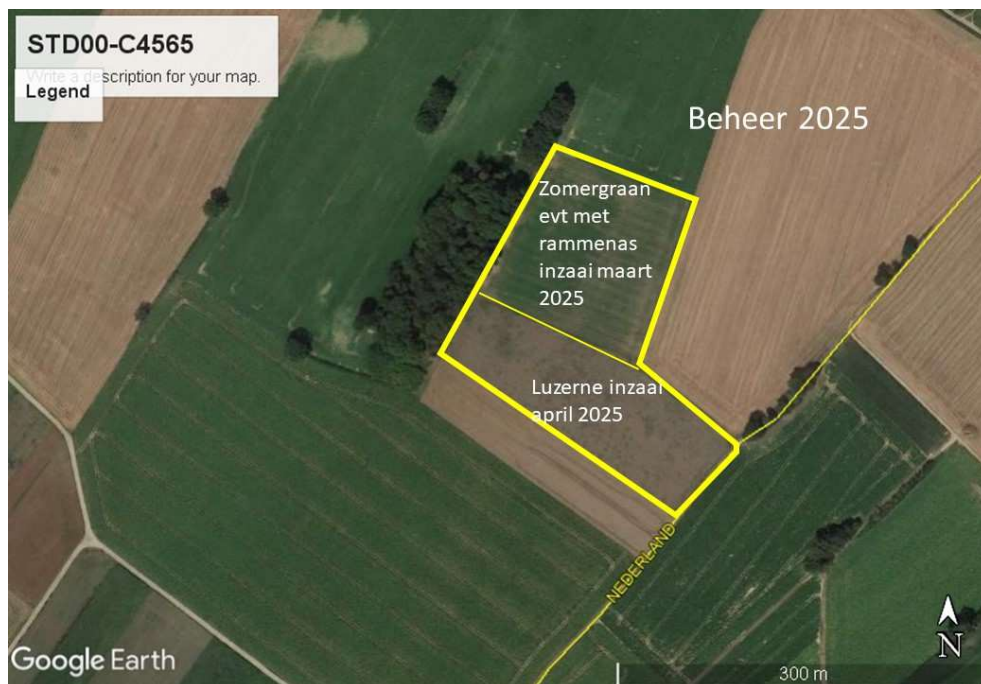 STD00-C4565
Write a description for your map.
Legend
Beheer 2025
Zomergraan
evt met
rammenas
inzaai maart
2025
Luzerne inzaai
april 2025
NEDERLAND
Google Earth
N
300 m